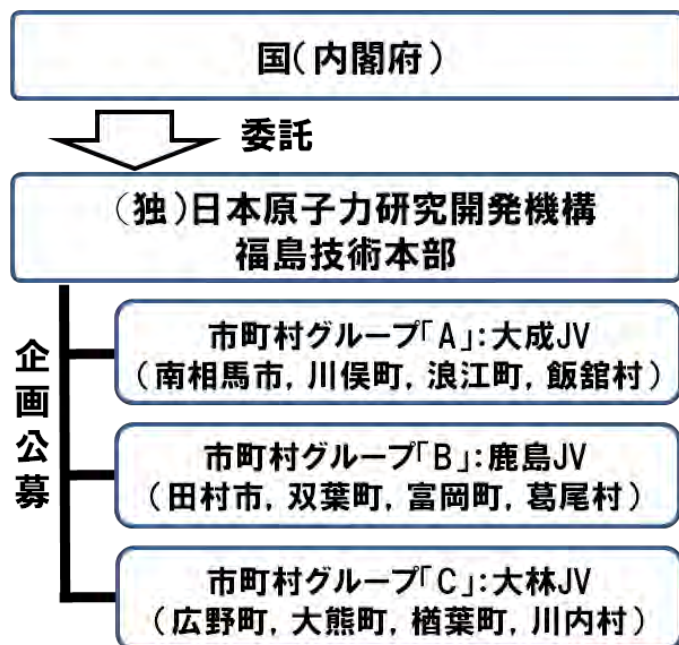 国(内閣府)
委託
(独)日本原子力研究開発機構
福島技術本部
企画公募
市町村グループ「A」:大成JV
(南相馬市,川俣町,浪江町,飯舘村)
市町村グループ「B」:鹿島JV
(田村市,双葉町,富岡町,葛尾村)
市町村グループ「C」:大林JV
(広野町,大熊町,楢葉町,川内村)